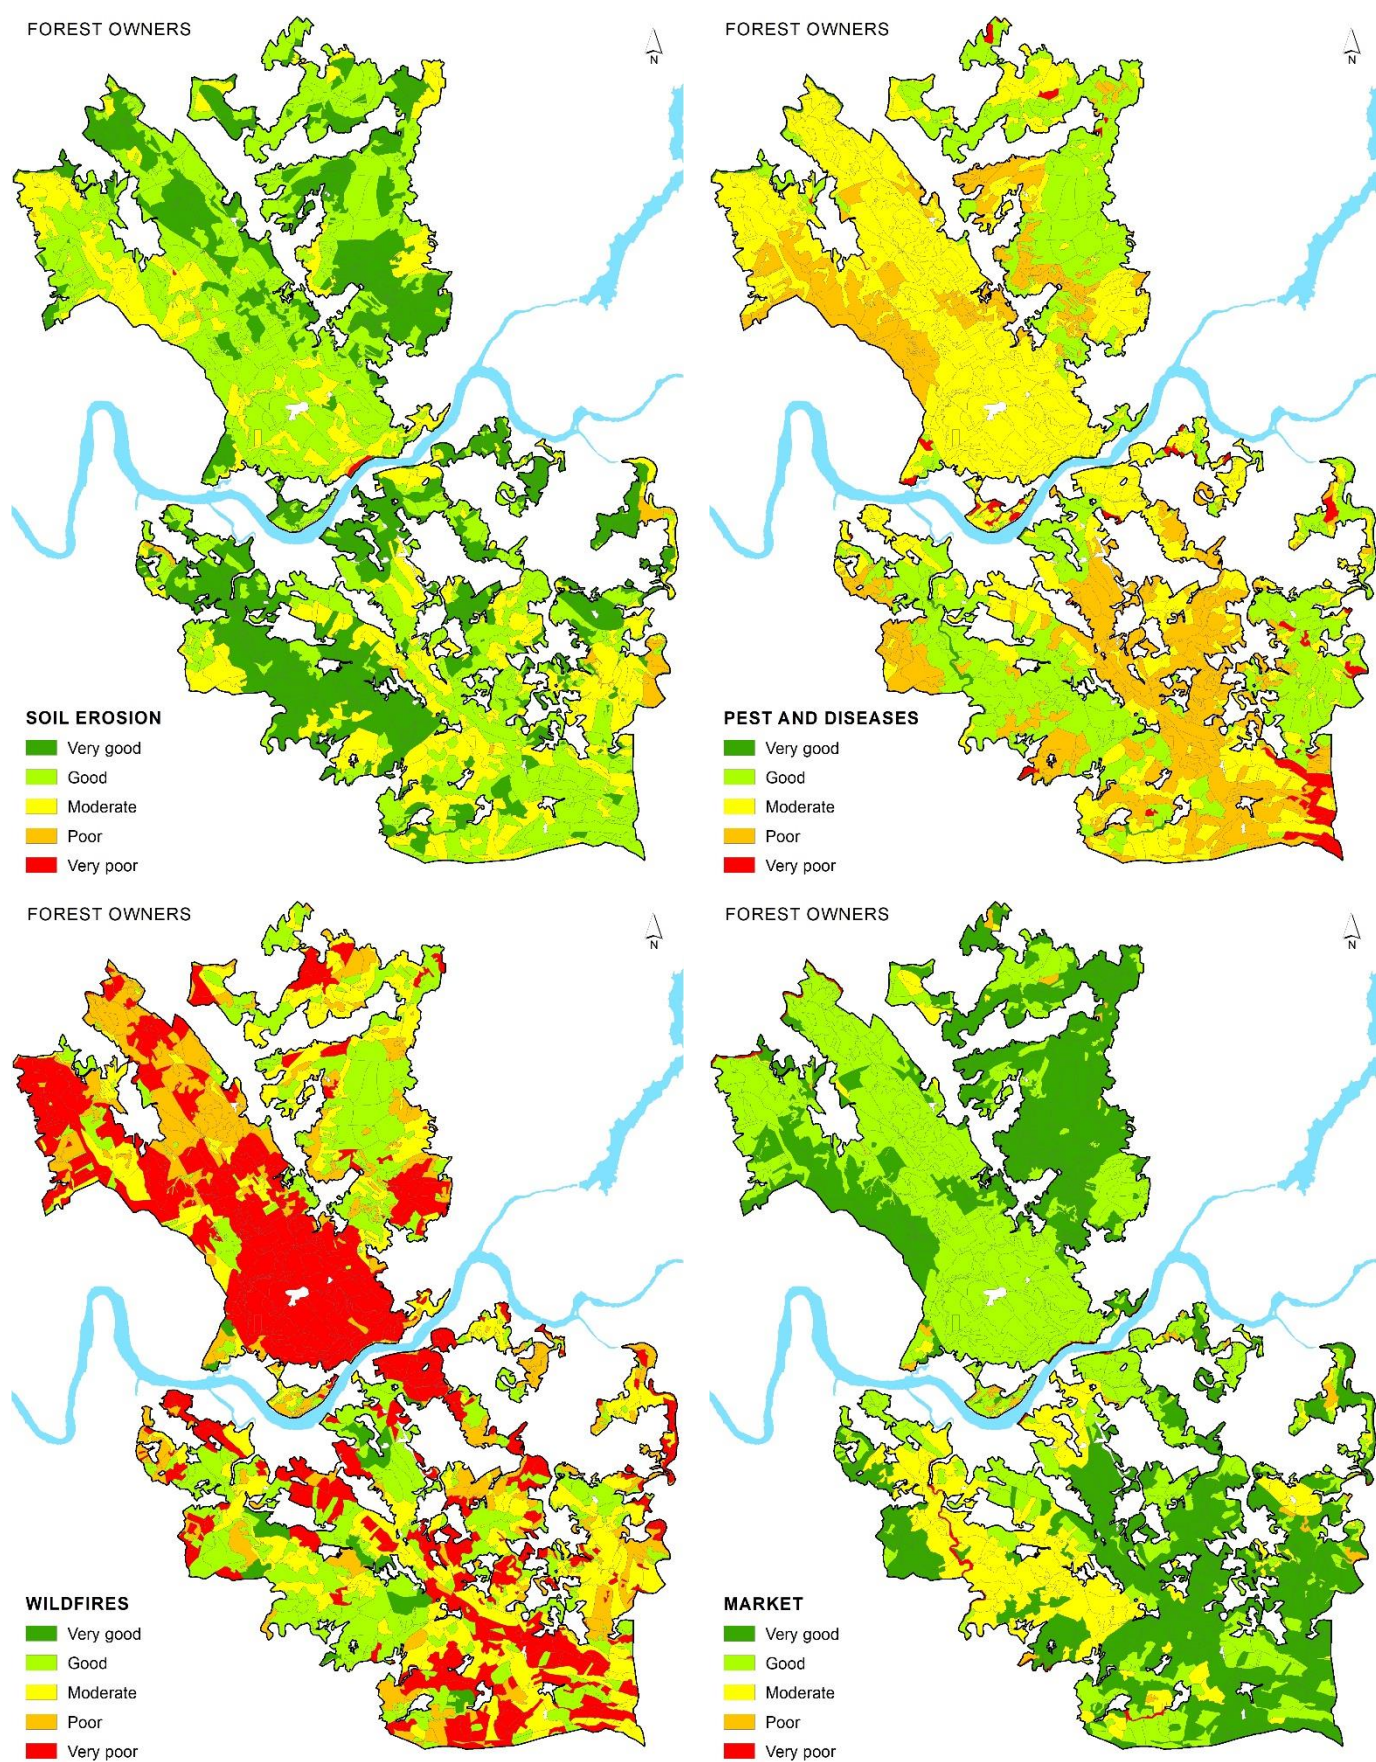 FOREST OWNERS
N
SOIL EROSION
Very good
Good
Moderate
Poor
Very poor
FOREST OWNERS
N
PEST AND DISEASES
Very good
Good
Moderate
Poor
Very poor
FOREST OWNERS
N
WILDFIRES
Very good
Good
Moderate
Poor
Very poor
FOREST OWNERS
N
MARKET
Very good
Good
Moderate
Poor
Very poor